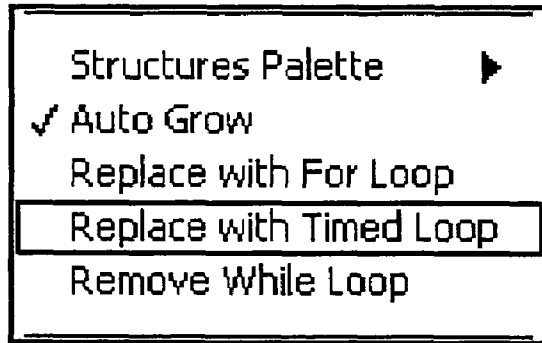 Structures Palette
Auto Grow
Replace with For Loop
Replace with Timed Loop
Remove While Loop